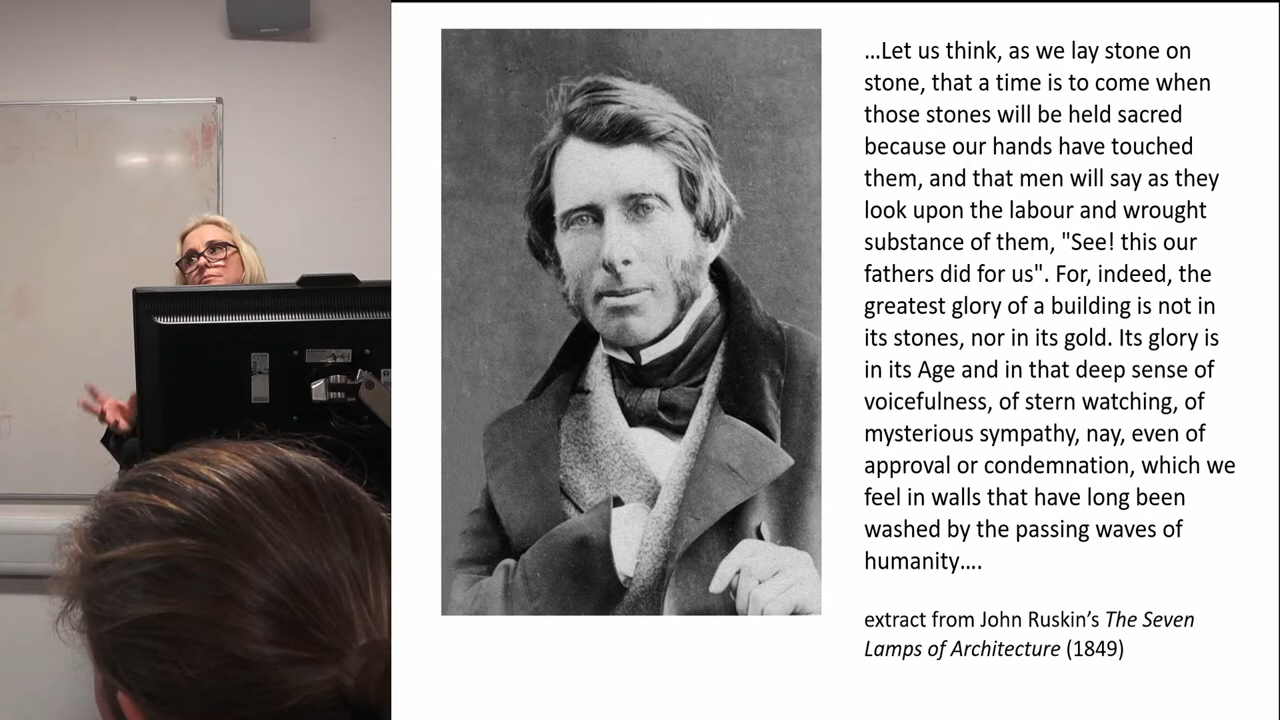 ...Let us think, as we lay stone on
stone, that a time is to come when
those stones will be held sacred
because our hands have touched
them, and that men will say as they
look upon the labour and wrought
substance of them, "See! this our
fathers did for us". For, indeed, the
greatest glory of a building is not in
its stones, nor in its gold. Its glory is
in its Age and in that deep sense of
voicefulness, of stern watching, of
mysterious sympathy, nay, even of
approval or condemnation, which we
feel in walls that have long been
washed by the passing waves of
humanity....
extract from John Ruskin’s The Seven
Lamps of Architecture (1849)